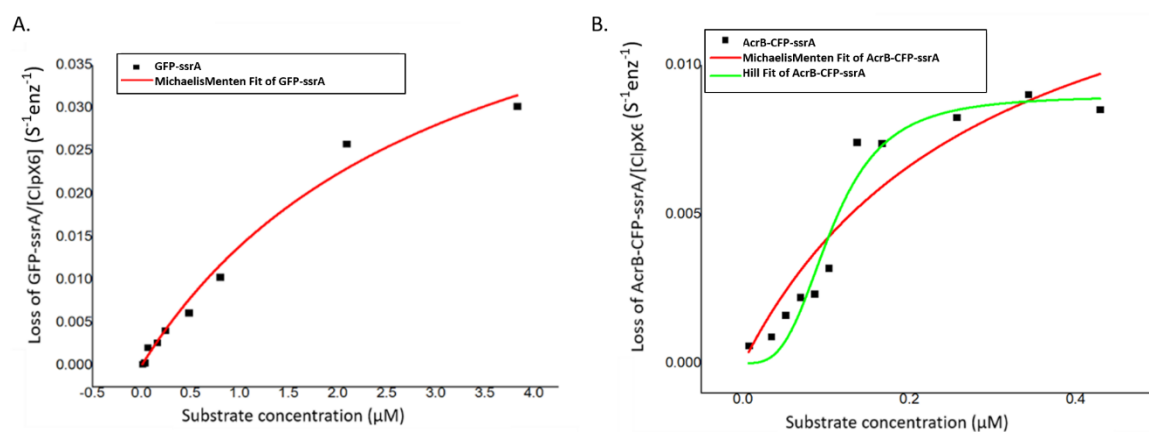 A.
GFP-ssrA
MichaelisMenten Fit of GFP-ssrA
Loss of GFP-ssrA/[ClpX6] (S⁻¹enz⁻¹)
0.035
0.030
0.025
0.020
0.015
0.010
0.005
0.000
-0.5 0.0 0.5 1.0 1.5 2.0 2.5 3.0 3.5 4.0
Substrate concentration (µM)
B.
AcrB-CFP-ssrA
MichaelisMenten Fit of AcrB-CFP-ssrA
Hill Fit of AcrB-CFP-ssrA
Loss of AcrB-CFP-ssrA/[ClpX6 (S⁻¹enz⁻¹)
0.010
0.005
0.000
0.0 0.2 0.4
Substrate concentration (µM)